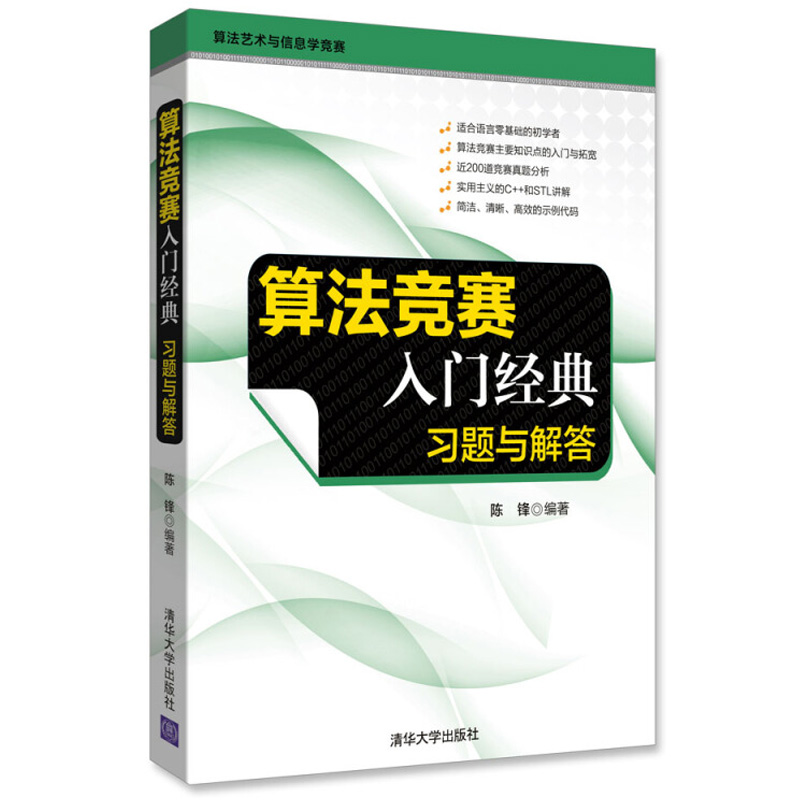 算法艺术与信息学竞赛
适合语言零基础的初学者
算法竞赛主要知识点的入门与拓宽
近200道竞赛真题分析
实用主义的C++和STL讲解
简洁、清晰、高效的示例代码
算法竞赛
入门经典
习题与解答
陈 锋◎编著
清华大学出版社
算法竞赛入门经典 习题与解答
陈 锋◎编著
清华大学出版社